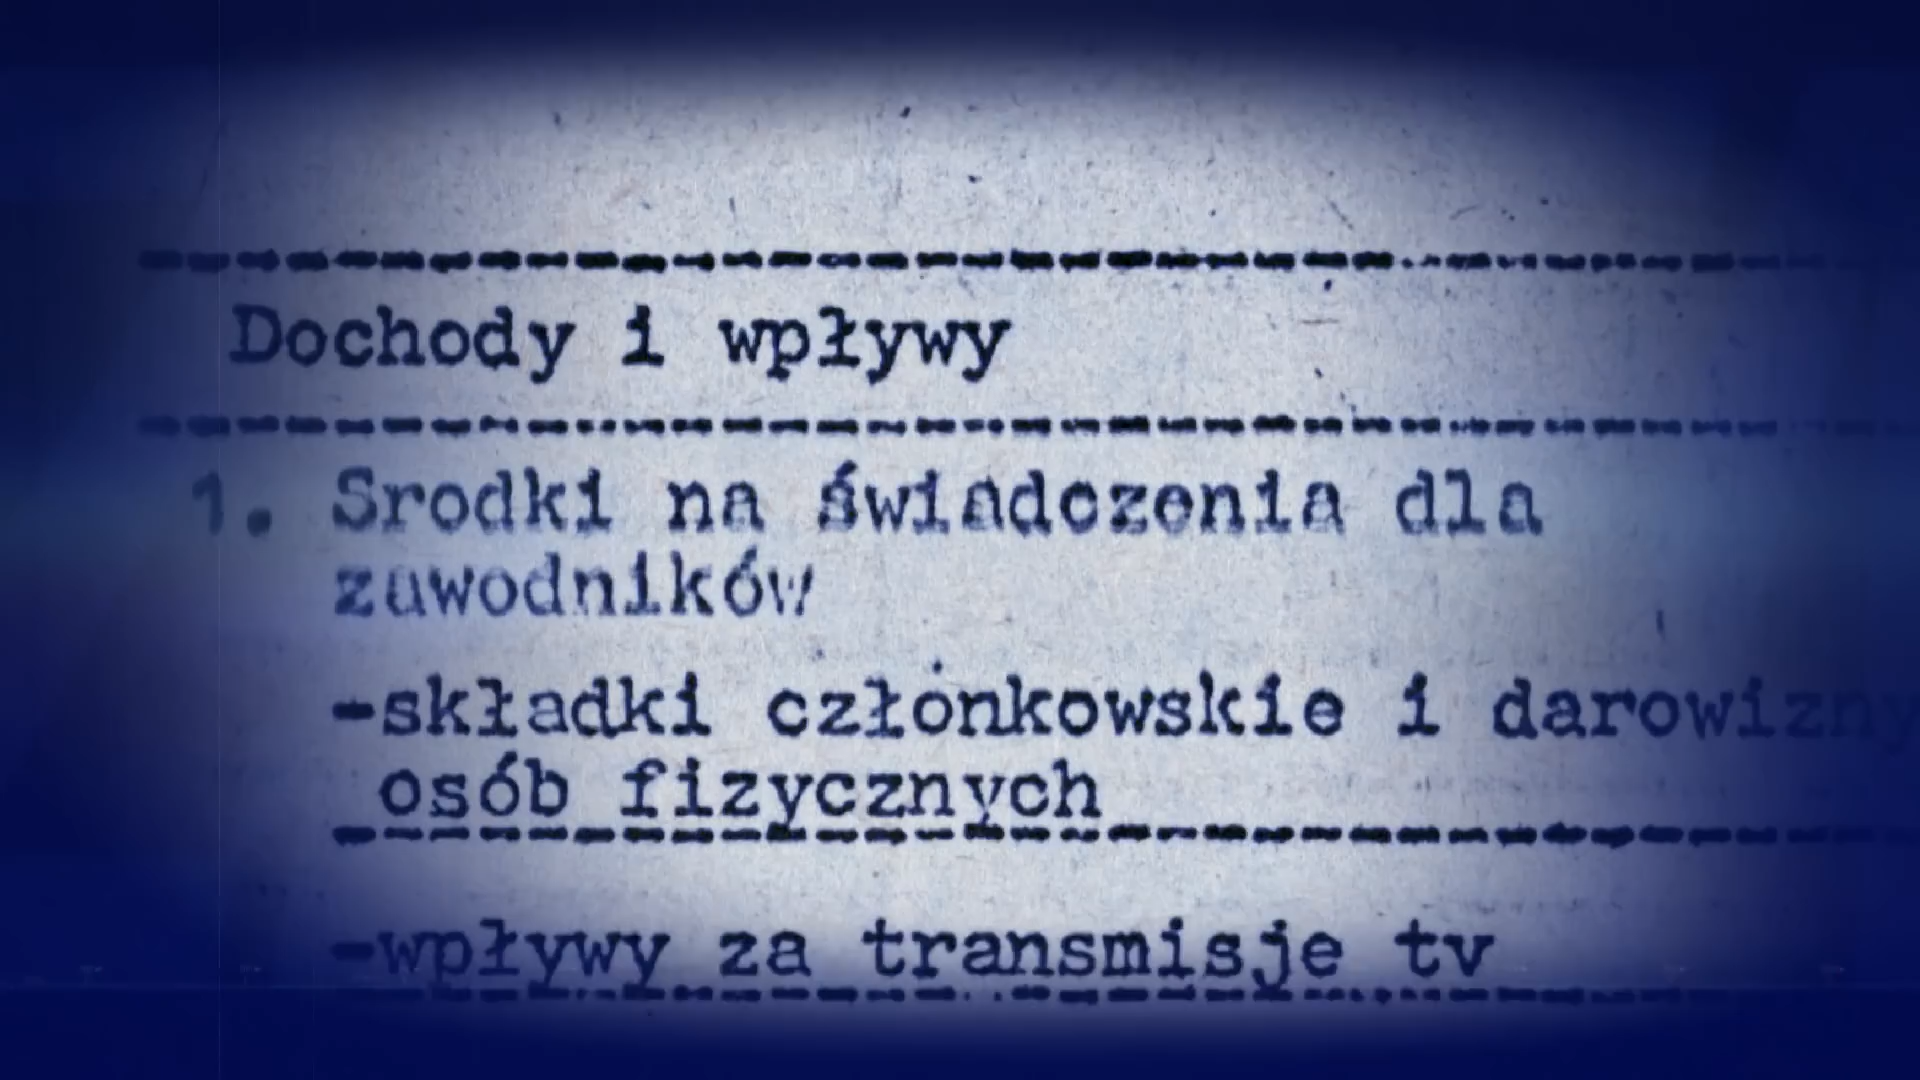 Dochody i wpływy
1. Srodki na świadczenia dla
zawodników
-składki członkowskie i darowizny
osób fizycznych
-wpływy za transmisje tv